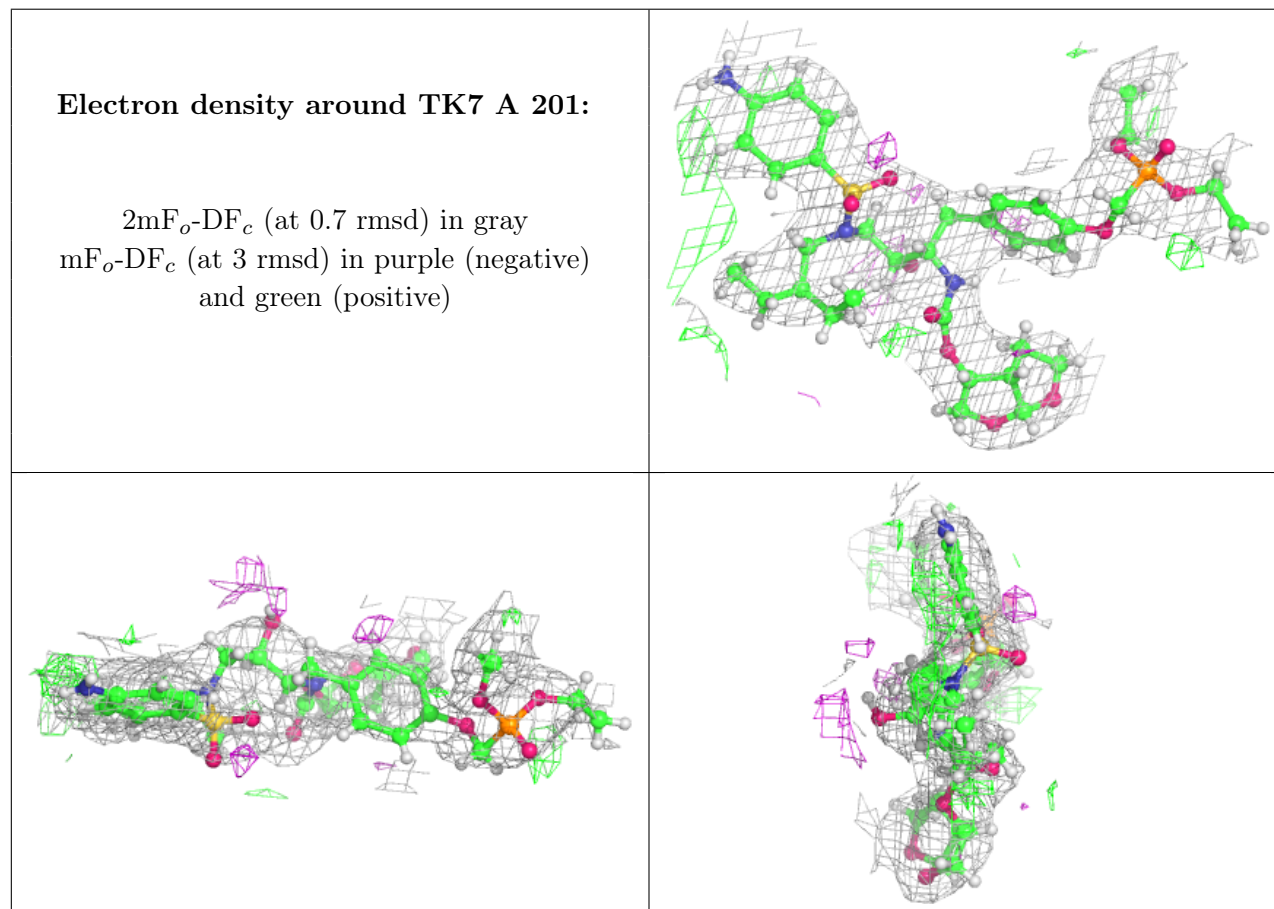 Electron density around TK7 A 201:
2mFo-DFc (at 0.7 rmsd) in gray
mFo-DFc (at 3 rmsd) in purple (negative)
and green (positive)